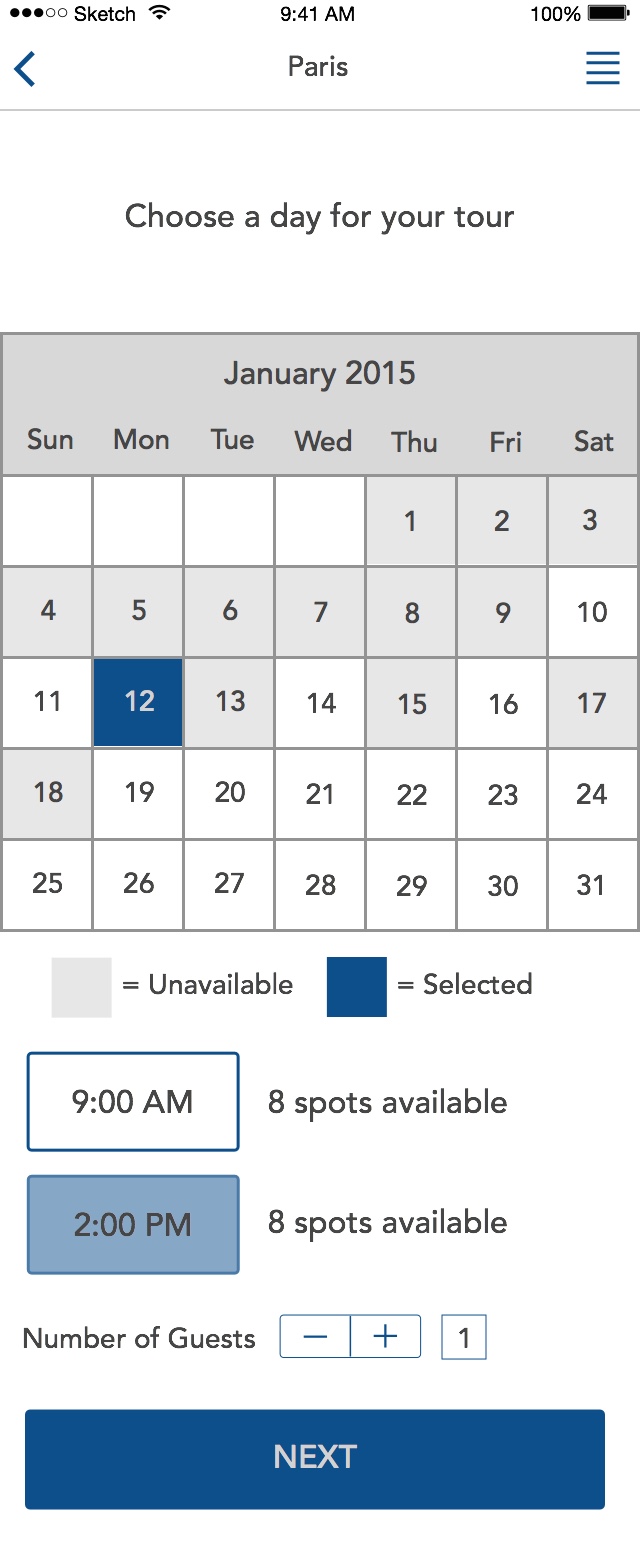 Sketch 9:41 AM 100%
Paris
Choose a day for your tour
January 2015
Sun Mon Tue Wed Thu Fri Sat
1 2 3
4 5 6 7 8 9 10
11 12 13 14 15 16 17
18 19 20 21 22 23 24
25 26 27 28 29 30 31
= Unavailable = Selected
9:00 AM 8 spots available
2:00 PM 8 spots available
Number of Guests − + 1
NEXT